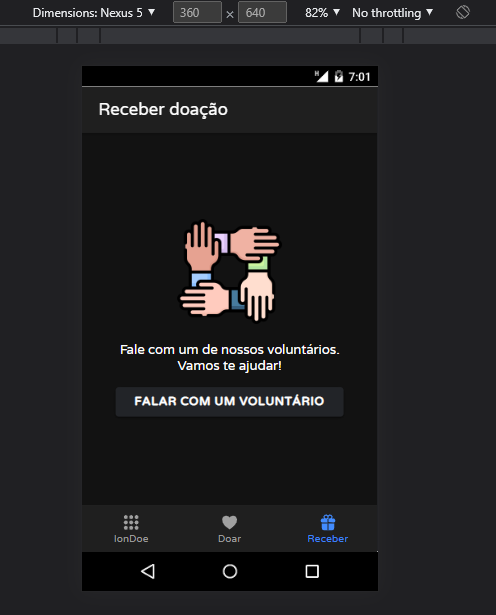 Dimensions: Nexus 5 ▼ 360 × 640 82% ▼ No throttling ▼
H 7:01
Receber doação
Fale com um de nossos voluntários.
Vamos te ajudar!
FALAR COM UM VOLUNTÁRIO
IonDoe Doar Receber